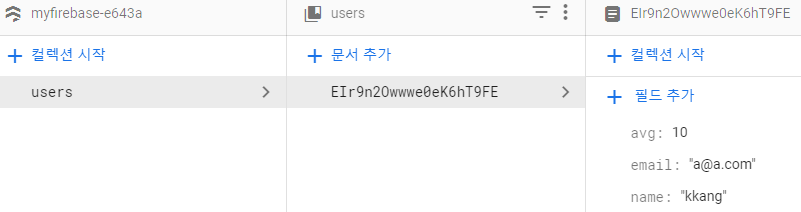 myfirebase-e643a
컬렉션 시작
users
users
문서 추가
EIr9n2Owwwe0eK6hT9FE
EIr9n2Owwwe0eK6hT9FE
컬렉션 시작
필드 추가
avg: 10
email: "a@a.com"
name: "kkang"